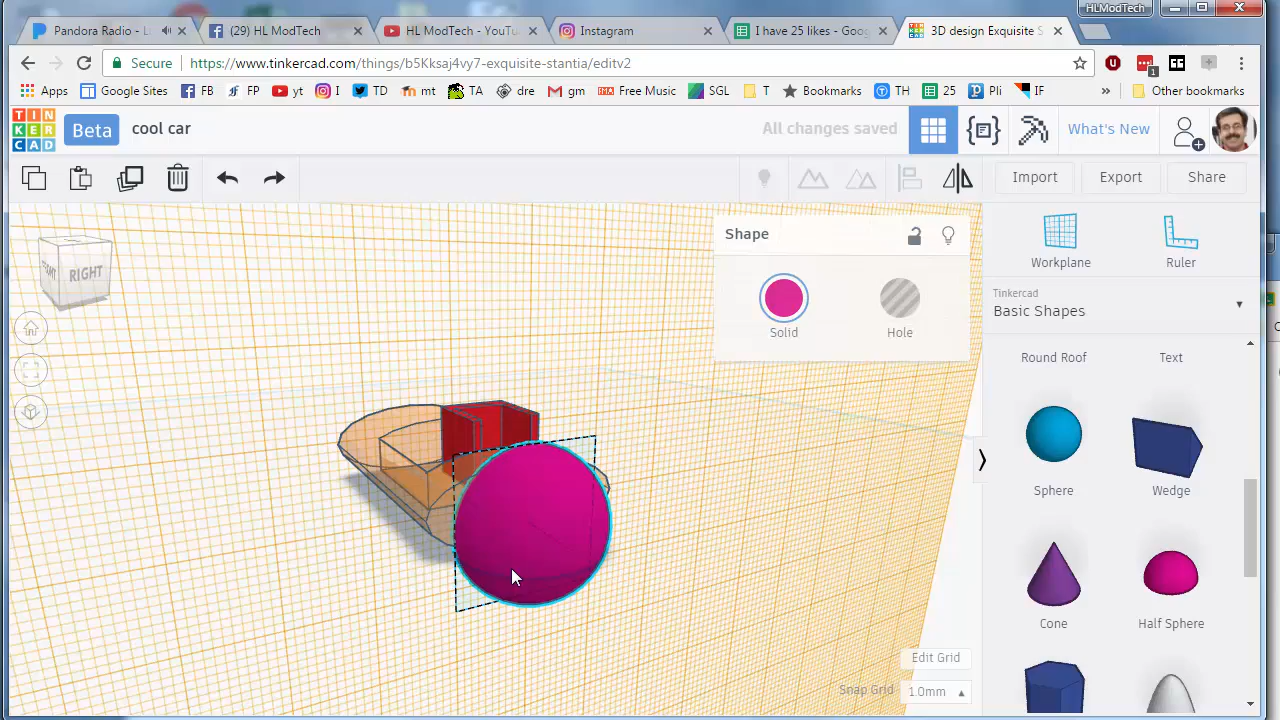 HLModTech
Pandora Radio - Li
(29) HL ModTech
HL ModTech - YouTu
Instagram
I have 25 likes - Goog
3D design Exquisite S
Secure
https://www.tinkercad.com/things/b5Kksaj4vy7-exquisite-stantia/editv2
1
Apps
Google Sites
FB
FP
yt
I
TD
mt
TA
dre
gm
Free Music
SGL
T
Bookmarks
TH
25
Pli
IF
»
Other bookmarks
TIN
KER
CAD
Beta
cool car
All changes saved
What's New
Import
Export
Share
Shape
Solid
Hole
RIGHT
Workplane
Ruler
Tinkercad
Basic Shapes
Round Roof
Text
Sphere
Wedge
Cone
Half Sphere
Edit Grid
Snap Grid
1.0mm